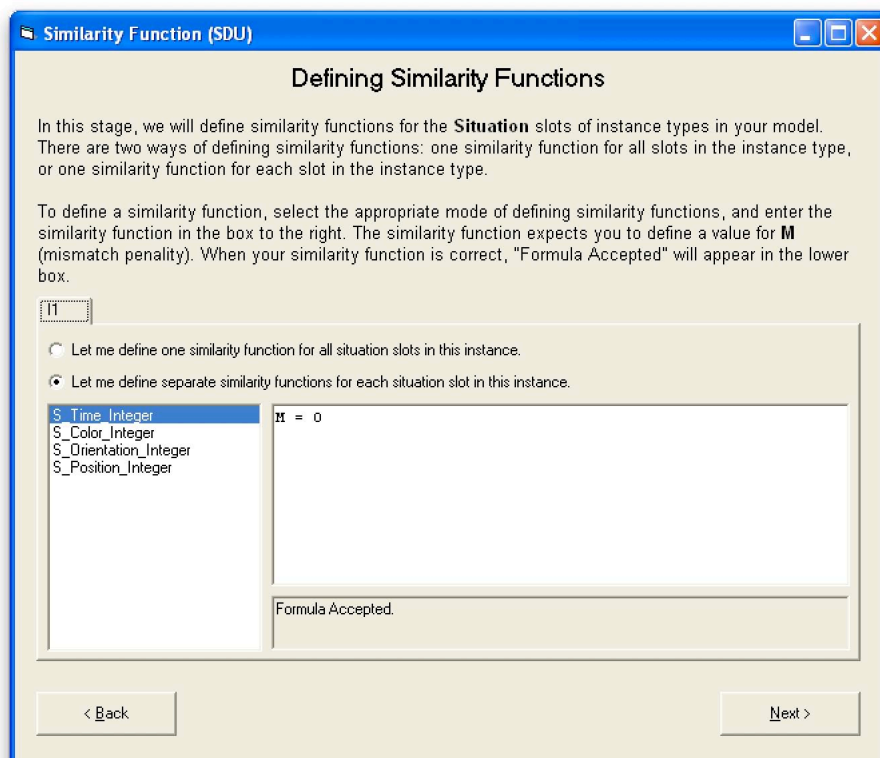 Similarity Function (SDU)
Defining Similarity Functions
In this stage, we will define similarity functions for the Situation slots of instance types in your model.
There are two ways of defining similarity functions: one similarity function for all slots in the instance type,
or one similarity function for each slot in the instance type.
To define a similarity function, select the appropriate mode of defining similarity functions, and enter the
similarity function in the box to the right. The similarity function expects you to define a value for M
(mismatch penality). When your similarity function is correct, "Formula Accepted" will appear in the lower
box.
I1
Let me define one similarity function for all situation slots in this instance.
Let me define separate similarity functions for each situation slot in this instance.
S_Time_Integer
S_Color_Integer
S_Orientation_Integer
S_Position_Integer
M = 0
Formula Accepted.
< Back
Next >